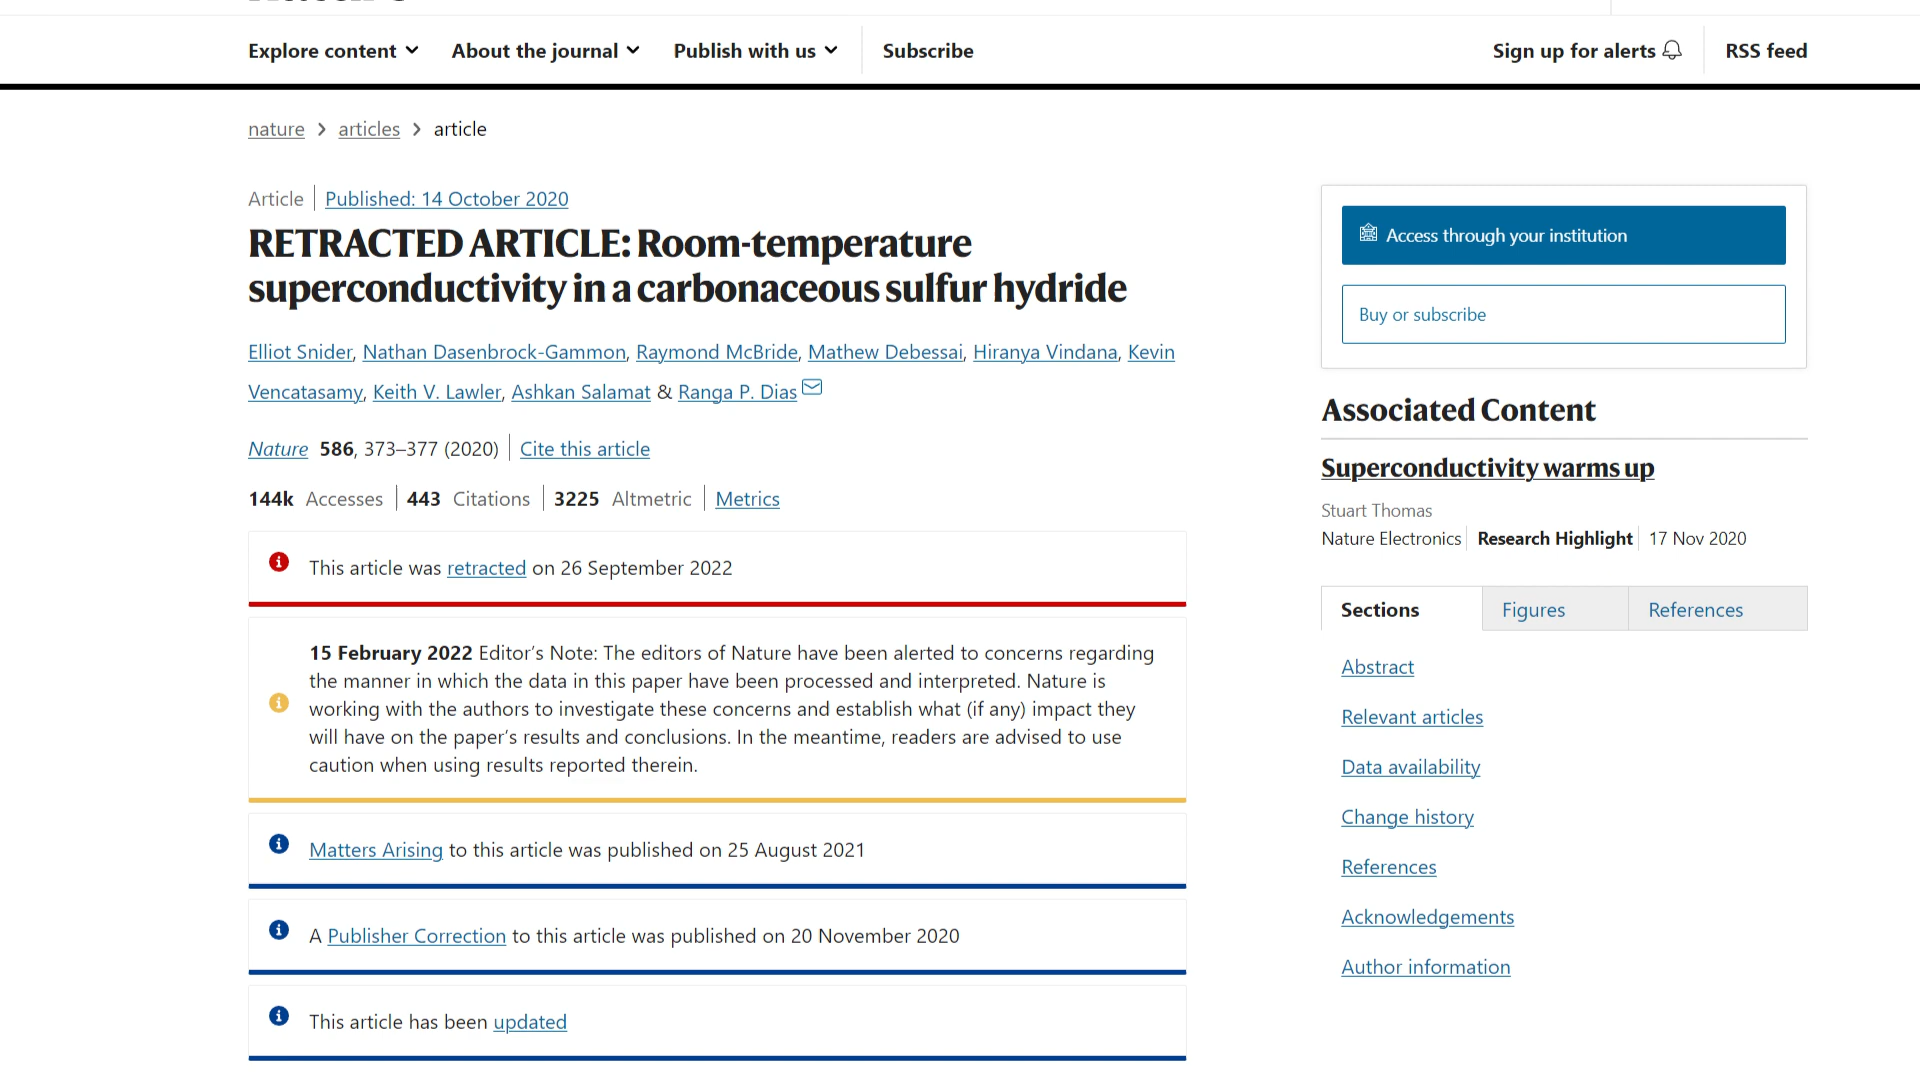 Explore content About the journal Publish with us Subscribe Sign up for alerts RSS feed
nature > articles > article
Article Published: 14 October 2020
RETRACTED ARTICLE: Room-temperature
superconductivity in a carbonaceous sulfur hydride
Elliot Snider, Nathan Dasenbrock-Gammon, Raymond McBride, Mathew Debessai, Hiranya Vindana, Kevin
Vencatasamy, Keith V. Lawler, Ashkan Salamat & Ranga P. Dias
Nature 586, 373–377 (2020) Cite this article
144k Accesses 443 Citations 3225 Altmetric Metrics
This article was retracted on 26 September 2022
15 February 2022 Editor's Note: The editors of Nature have been alerted to concerns regarding
the manner in which the data in this paper have been processed and interpreted. Nature is
working with the authors to investigate these concerns and establish what (if any) impact they
will have on the paper's results and conclusions. In the meantime, readers are advised to use
caution when using results reported therein.
Matters Arising to this article was published on 25 August 2021
A Publisher Correction to this article was published on 20 November 2020
This article has been updated
Access through your institution
Buy or subscribe
Associated Content
Superconductivity warms up
Stuart Thomas
Nature Electronics Research Highlight 17 Nov 2020
Sections Figures References
Abstract
Relevant articles
Data availability
Change history
References
Acknowledgements
Author information